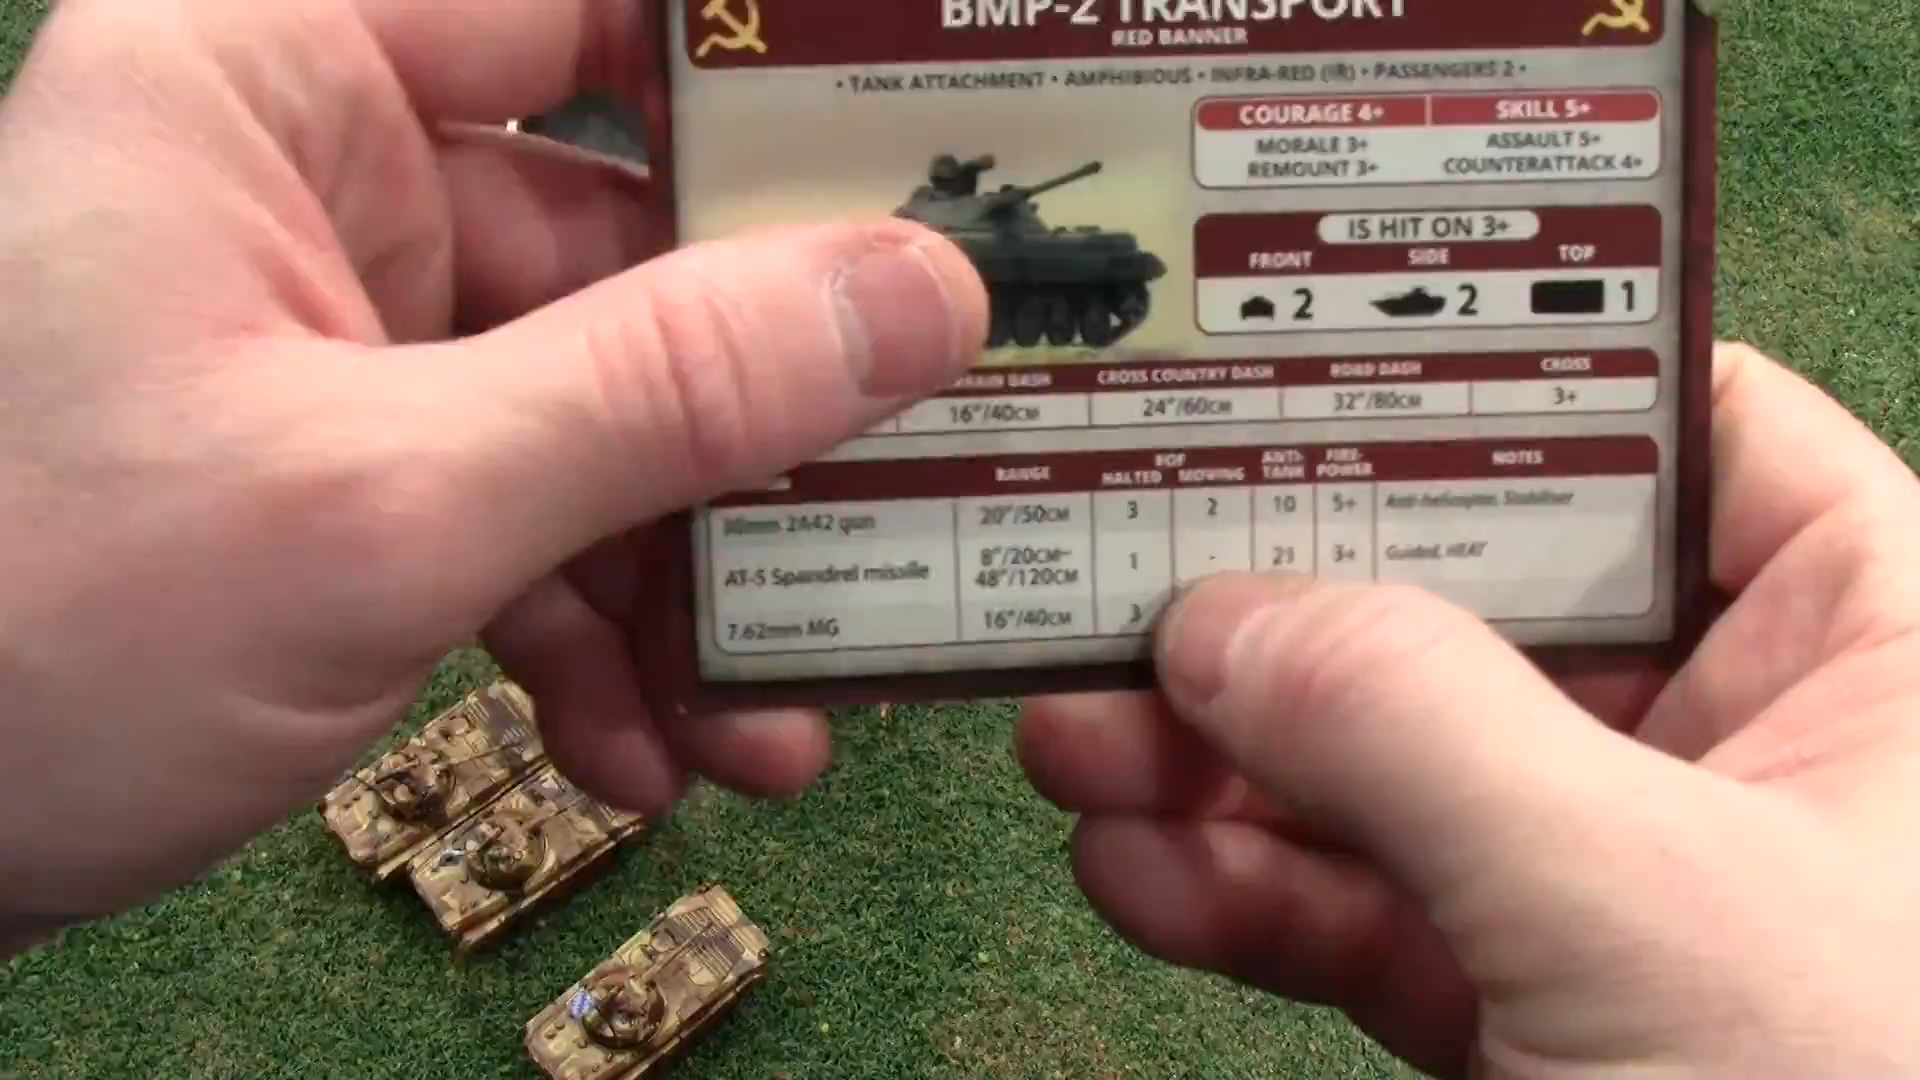 BMP-2 TRANSPORT
RED BANNER
• TANK ATTACHMENT • AMPHIBIOUS • INFRA-RED (IR) • PASSENGERS 2 •
COURAGE 4+ SKILL 5+
MORALE 3+ ASSAULT 5+
REMOUNT 3+ COUNTERATTACK 4+
IS HIT ON 3+
FRONT SIDE TOP
2 2 1
DASH CROSS COUNTRY DASH ROAD DASH CROSS
16"/40CM 24"/60CM 32"/80CM 3+
RANGE ROF HALTED MOVING ANTI-TANK FIRE-POWER NOTES
30mm 2A42 gun 20"/50CM 3 2 10 5+ Anti-helicopter, Stabiliser
AT-5 Spandrel missile 8"/20CM-48"/120CM 1 - 21 3+ Guided, HEAT
7.62mm MG 16"/40CM 3